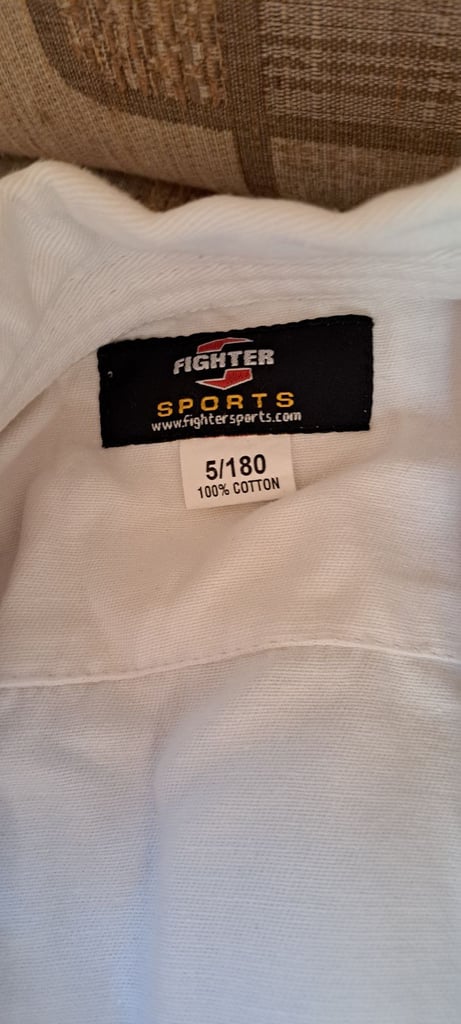 FIGHTER
SPORTS
www.fightersports.com
5/180
100% COTTON